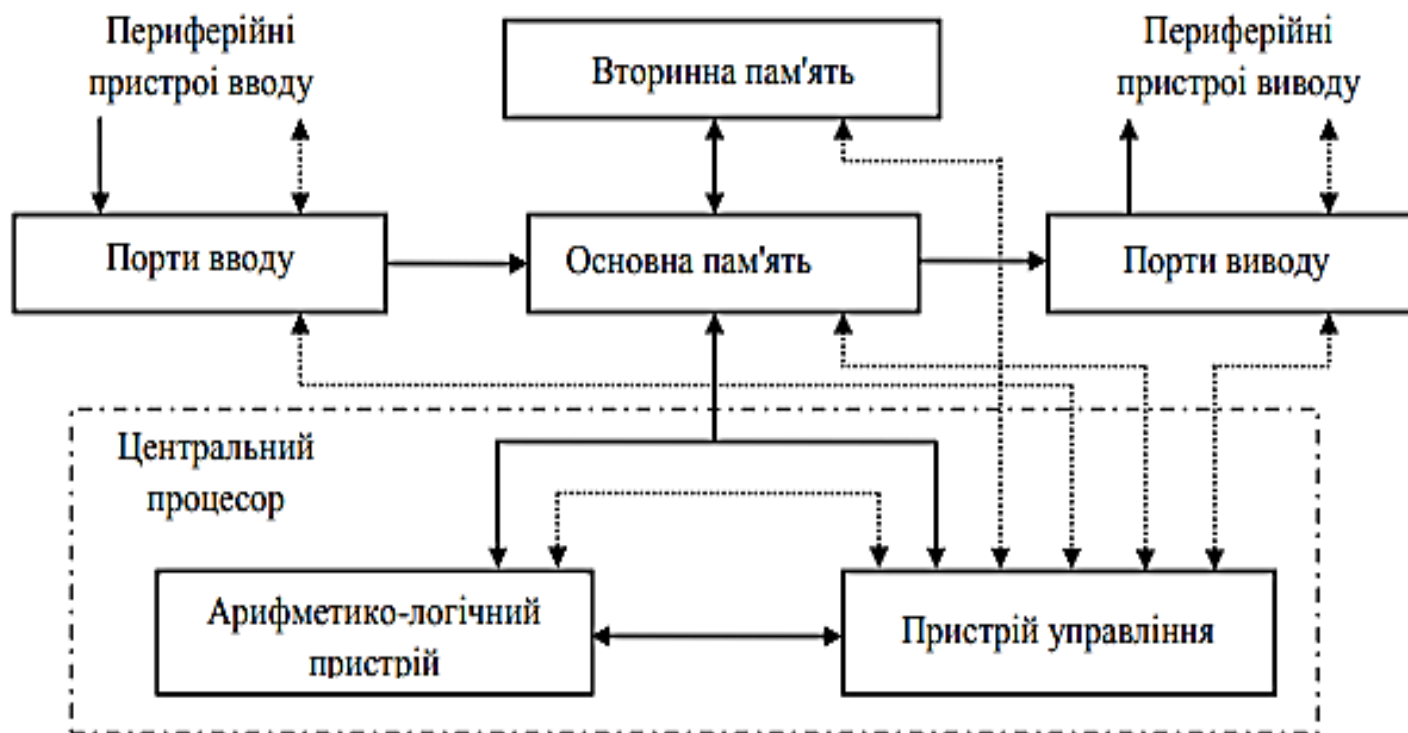 Периферійні
пристрої вводу
Вторинна пам'ять
Периферійні
пристрої виводу
Порти вводу
Основна пам'ять
Порти виводу
Центральний
процесор
Арифметико-логічний
пристрій
Пристрій управління